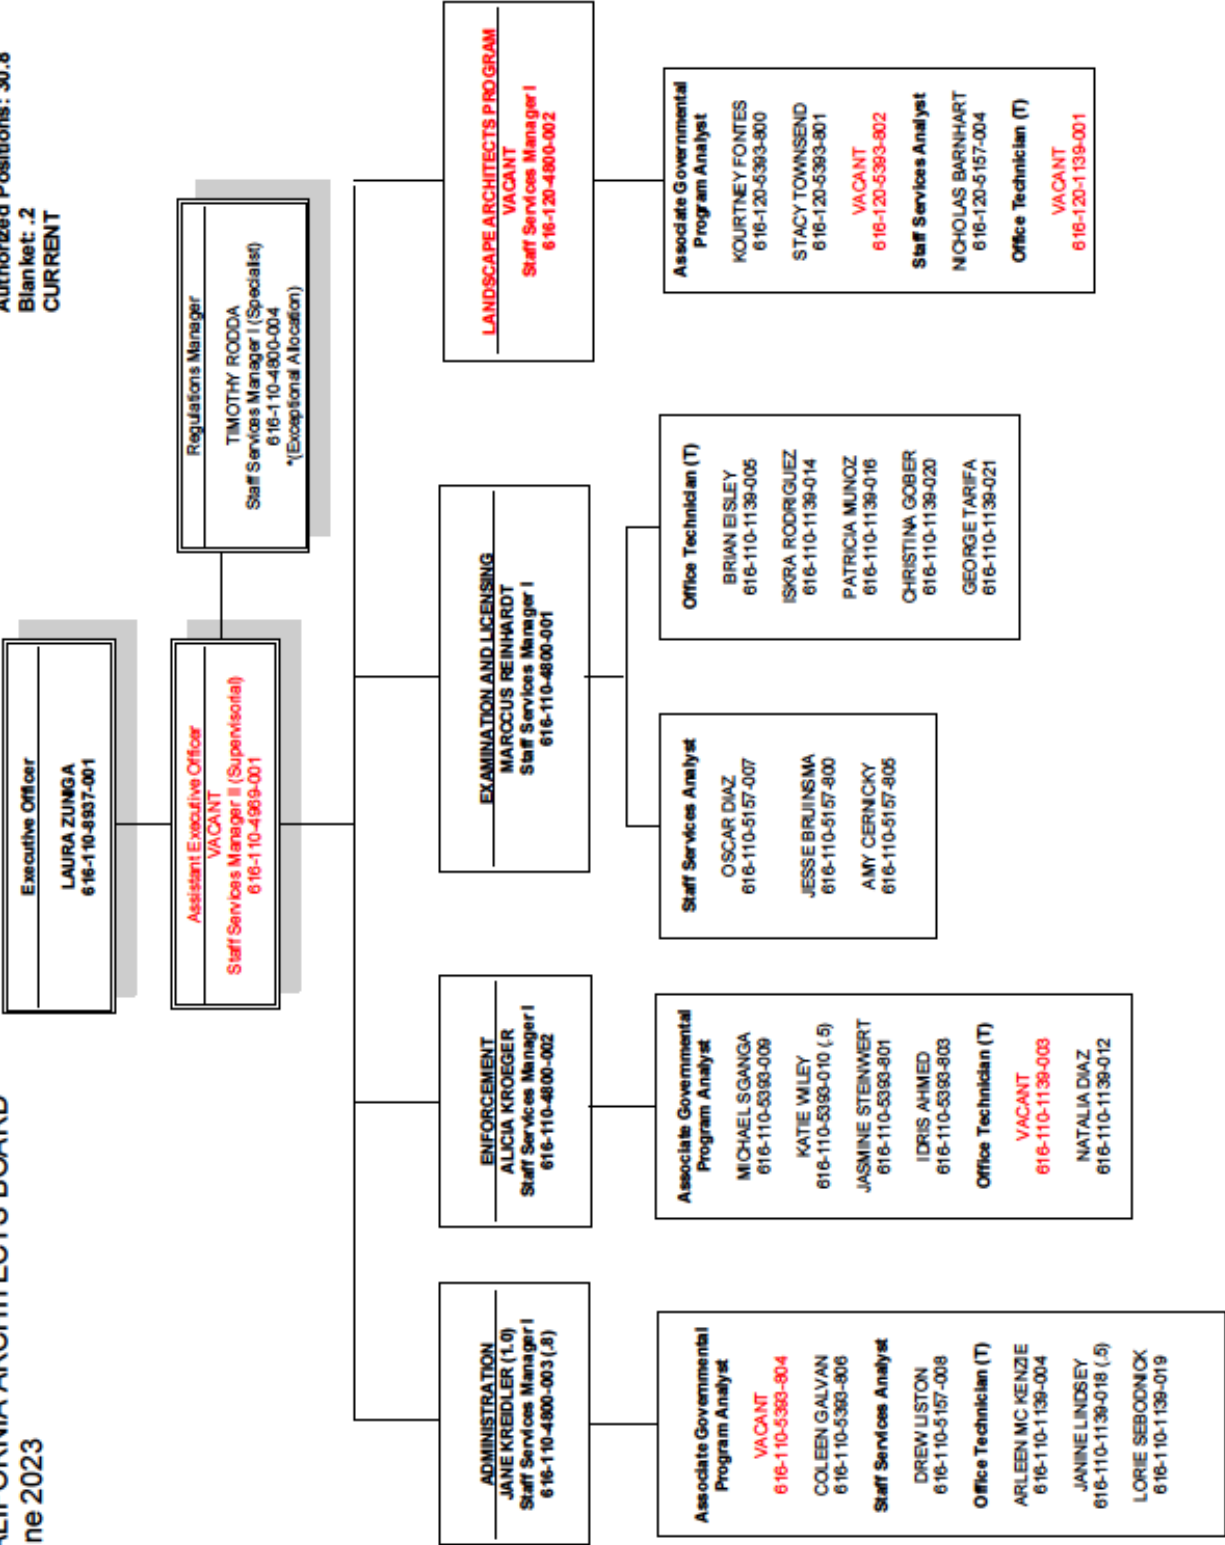 ALIFORNIA ARCHITECTS BOARD
ne 2023
Authorized Positions: 30.8
Blanket: .2
CURRENT
Executive Officer
LAURA ZUNIGA
616-110-8937-001
Assistant Executive Officer
VACANT
Staff Services Manager II (Supervisorial)
616-110-4969-001
Regulations Manager
TIMOTHY RODDA
Staff Services Manager I (Specialist)
616-110-4800-004
*(Exceptional Allocation)
ADMINISTRATION
JANE KREIDLER (1.0)
Staff Services Manager I
616-110-4800-003 (.8)
ENFORCEMENT
ALICIA KROEGER
Staff Services Manager I
616-110-4800-002
EXAMINATION AND LICENSING
MARCCUS REINHARDT
Staff Services Manager I
616-110-4800-001
LANDSCAPE ARCHITECTS PROGRAM
VACANT
Staff Services Manager I
616-120-4800-002
Associate Governmental
Program Analyst
VACANT
616-110-5393-804
COLEEN GALVAN
616-110-5393-806
Staff Services Analyst
DREW LISTON
616-110-5157-008
Office Technician (T)
ARLEEN MC KENZIE
616-110-1139-004
JANINE LINDSEY
616-110-1139-018 (.5)
LORIE SEBODNICK
616-110-1139-019
Associate Governmental
Program Analyst
MICHAEL SGANGA
616-110-5393-009
KATIE WILEY
616-110-5393-010 (.5)
JASMINE STEINWERT
616-110-5393-801
IDRIS AHMED
616-110-5393-803
Office Technician (T)
VACANT
616-110-1139-003
NATALIA DIAZ
616-110-1139-012
Staff Services Analyst
OSCAR DIAZ
616-110-5157-007
JESSE BRUINSMA
616-110-5157-800
AMY CERNICKY
616-110-5157-805
Office Technician (T)
BRIAN EISLEY
616-110-1139-005
ISKRA RODRIGUEZ
616-110-1139-014
PATRICIA MUNOZ
616-110-1139-016
CHRISTINA GOBER
616-110-1139-020
GEORGE TARIFA
616-110-1139-021
Associate Governmental
Program Analyst
KOURTNEY FONTES
616-120-5393-800
STACY TOWNSEND
616-120-5393-801
VACANT
616-120-5393-802
Staff Services Analyst
NICHOLAS BARNHART
616-120-5157-004
Office Technician (T)
VACANT
616-120-1139-001